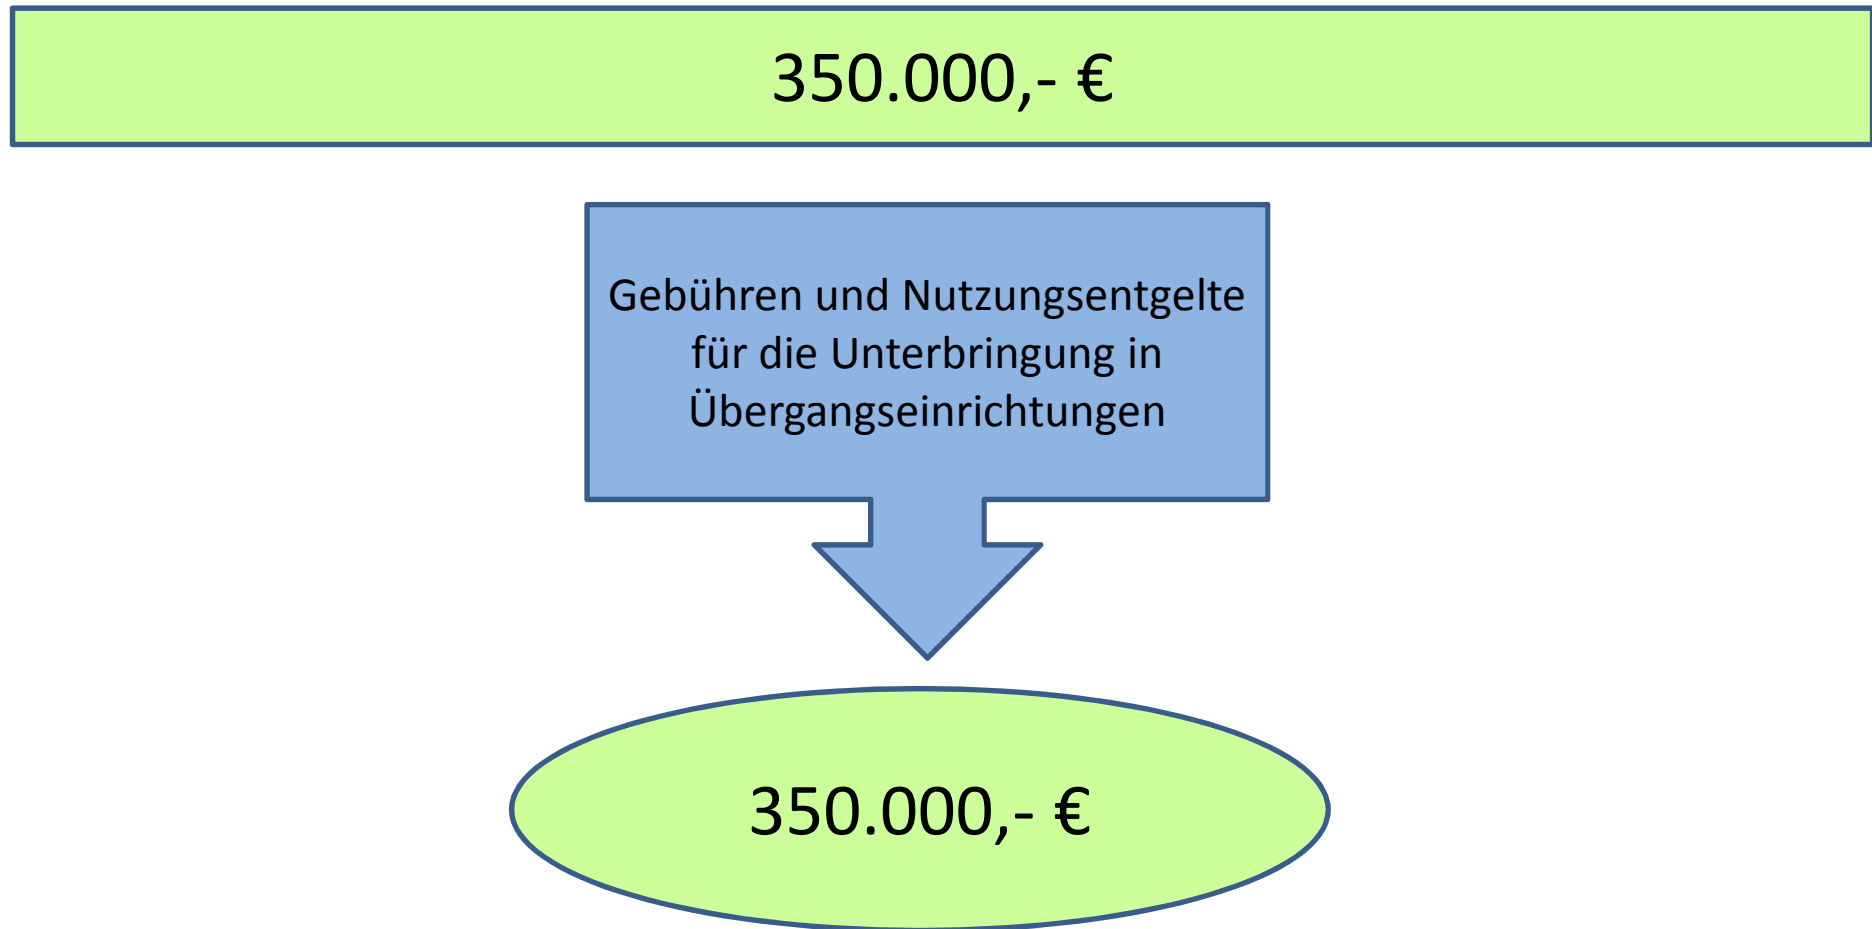 350.000,- €
Gebühren und Nutzungsentgelte
für die Unterbringung in
Übergangseinrichtungen
350.000,- €